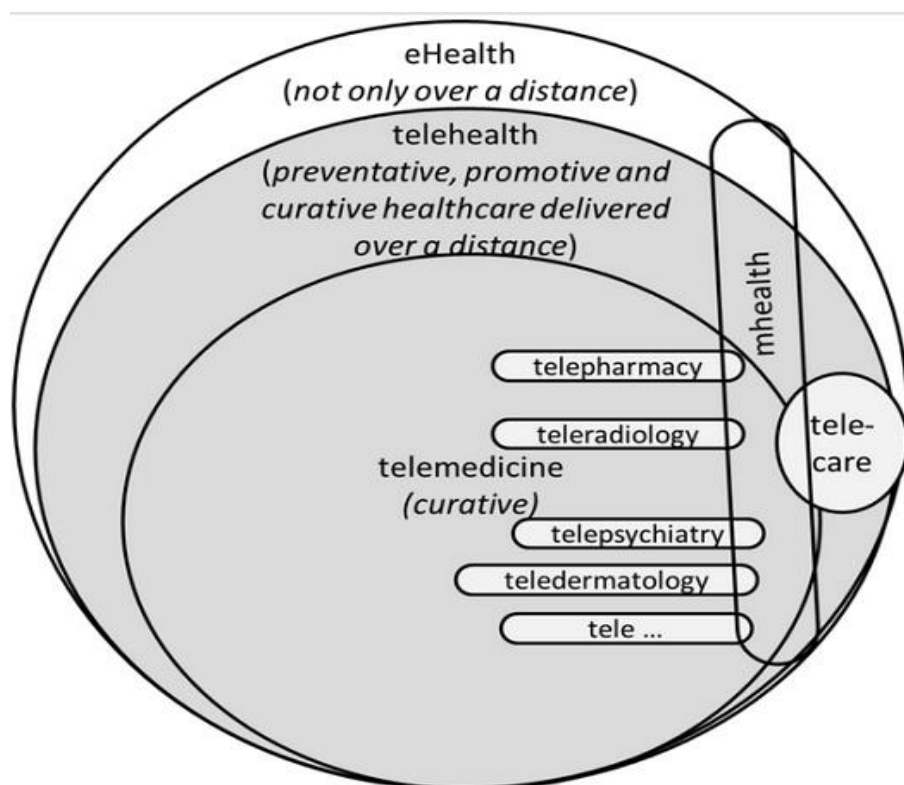 eHealth
(not only over a distance)
telehealth
(preventative, promotive and
curative healthcare delivered
over a distance)
mhealth
telepharmacy
tele-
care
teleradiology
telemedicine
(curative)
telepsychiatry
teledermatology
tele ...